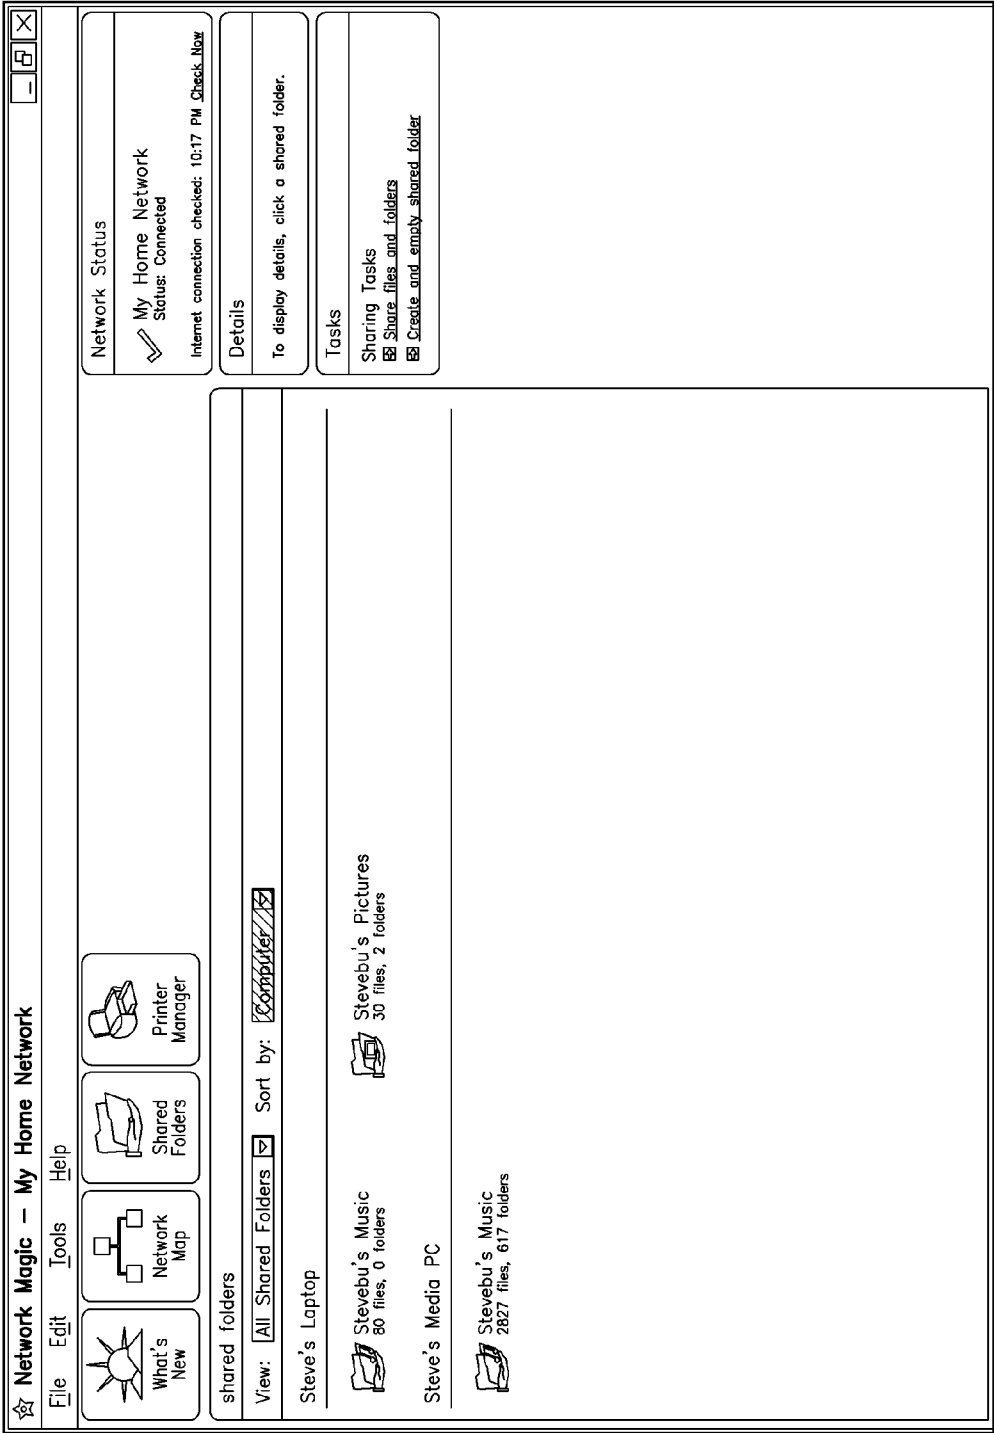 Network Magic – My Home Network
File Edit Tools Help
What's
New
Network
Map
Shared
Folders
Printer
Manager
shared folders
View: All Shared Folders Sort by: Computer
Steve's Laptop
Stevebu's Music
80 files, 0 folders
Stevebu's Pictures
30 files, 2 folders
Steve's Media PC
Stevebu's Music
2827 files, 617 folders
Network Status
My Home Network
Status: Connected
Internet connection checked: 10:17 PM Check Now
Details
To display details, click a shared folder.
Tasks
Sharing Tasks
Share files and folders
Create and empty shared folder